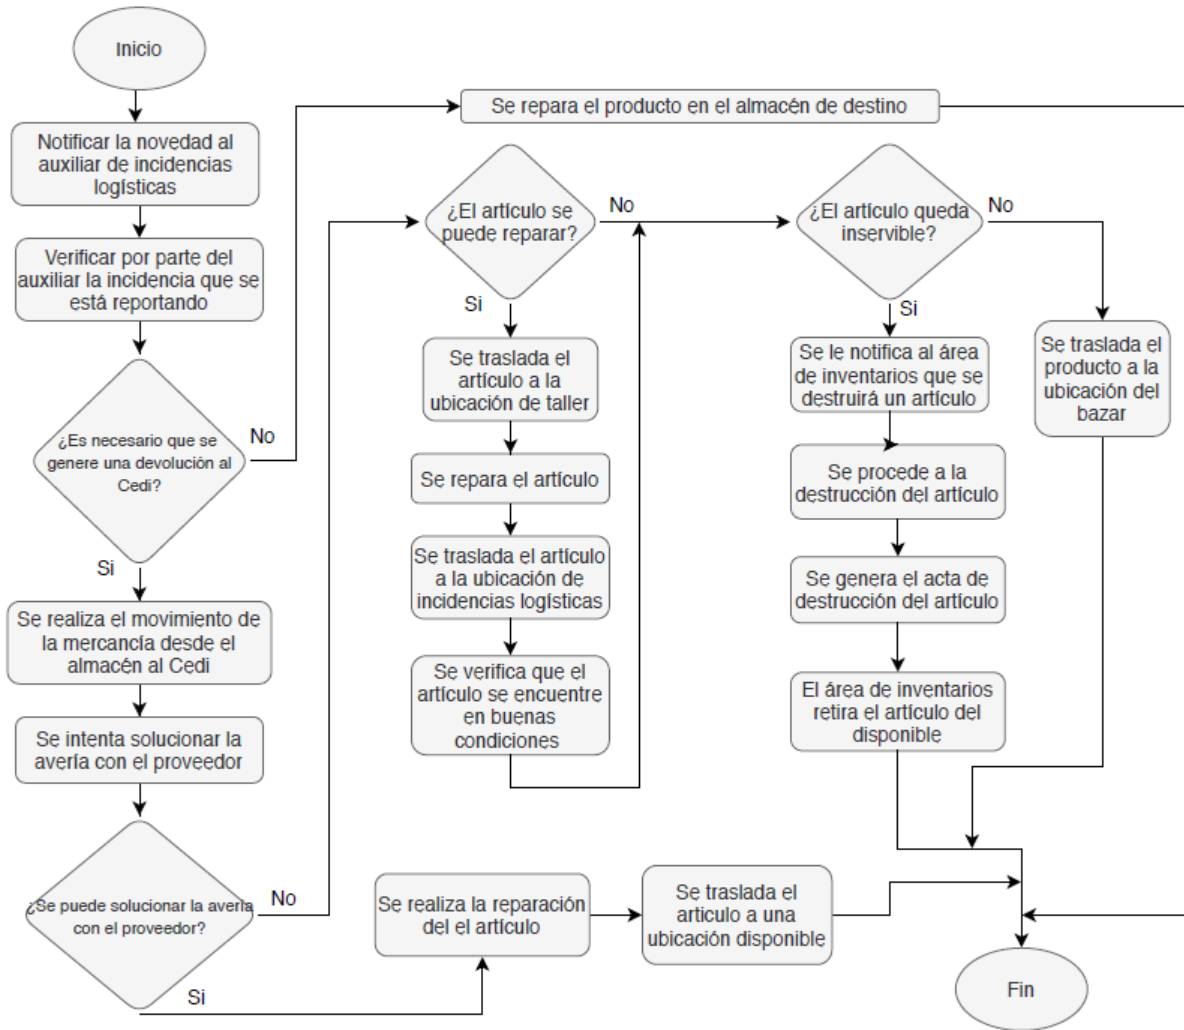 Inicio
Notificar la novedad al
auxiliar de incidencias
logísticas
Verificar por parte del
auxiliar la incidencia que se
está reportando
¿Es necesario que se
genere una devolución al
Cedi?
No
Si
Se realiza el movimiento de
la mercancía desde el
almacén al Cedi
Se intenta solucionar la
avería con el proveedor
¿Se puede solucionar la avería
con el proveedor?
No
Si
Se repara el producto en el almacén de destino
¿El artículo se
puede reparar?
No
Si
Se traslada el
artículo a la
ubicación de taller
Se repara el artículo
Se traslada el artículo
a la ubicación de
incidencias logísticas
Se verifica que el
artículo se encuentre
en buenas
condiciones
¿El artículo queda
inservible?
No
Si
Se le notifica al área
de inventarios que se
destruirá un artículo
Se procede a la
destrucción del artículo
Se genera el acta de
destrucción del artículo
El área de inventarios
retira el artículo del
disponible
Se traslada el
producto a la
ubicación del
bazar
Se realiza la reparación
del el artículo
Se traslada el
articulo a una
ubicación disponible
Fin